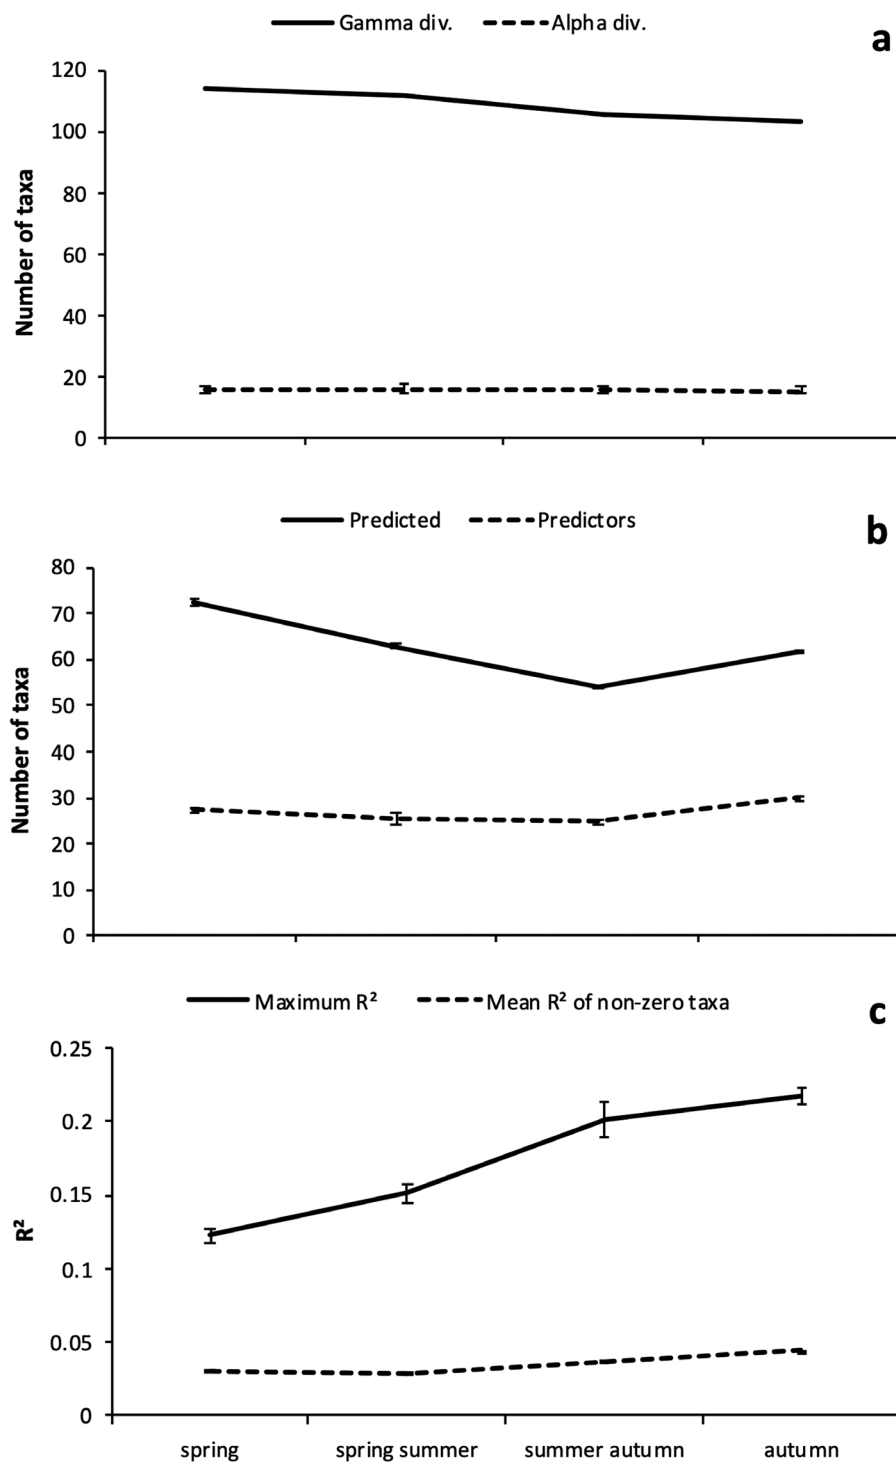 Gamma div. Alpha div.
a
120
100
80
60
40
20
0
Number of taxa
Predicted Predictors
b
80
70
60
50
40
30
20
10
0
Number of taxa
Maximum R² Mean R² of non-zero taxa
c
0.25
0.2
0.15
0.1
0.05
0
R²
spring spring summer summer autumn autumn